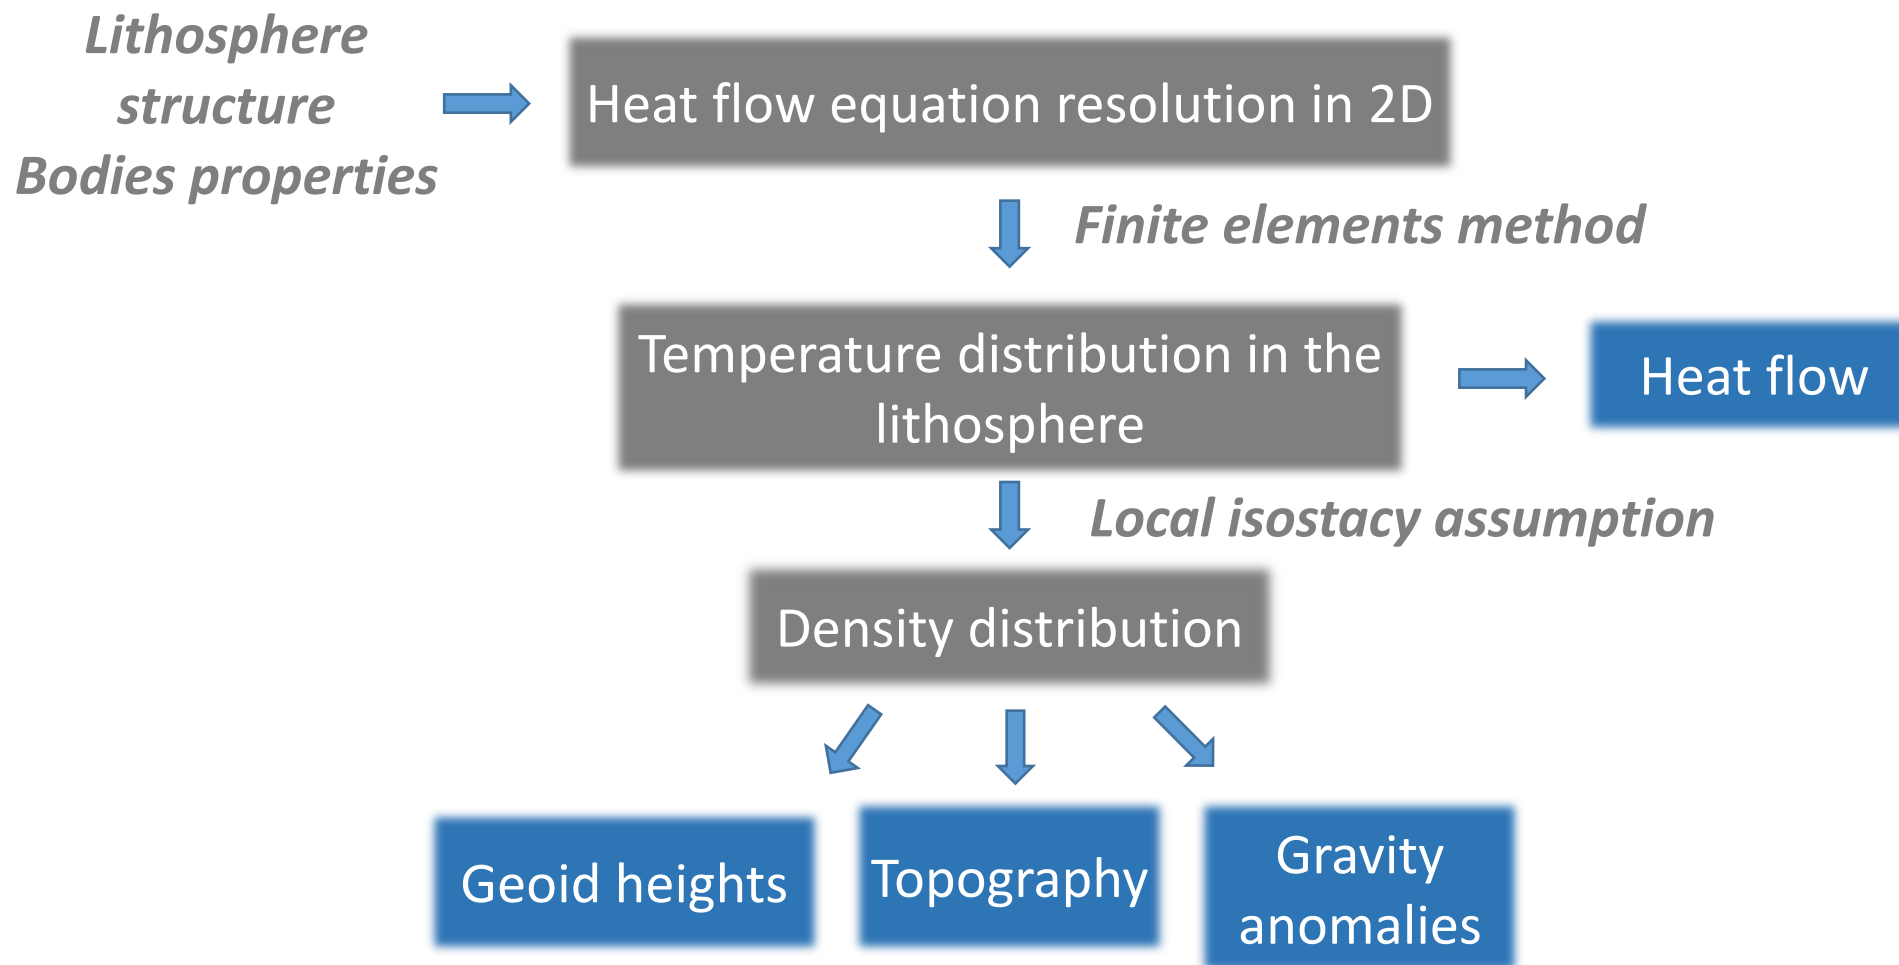 Lithosphere
structure
Bodies properties
Heat flow equation resolution in 2D
Finite elements method
Temperature distribution in the
lithosphere
Heat flow
Local isostacy assumption
Density distribution
Geoid heights
Topography
Gravity
anomalies